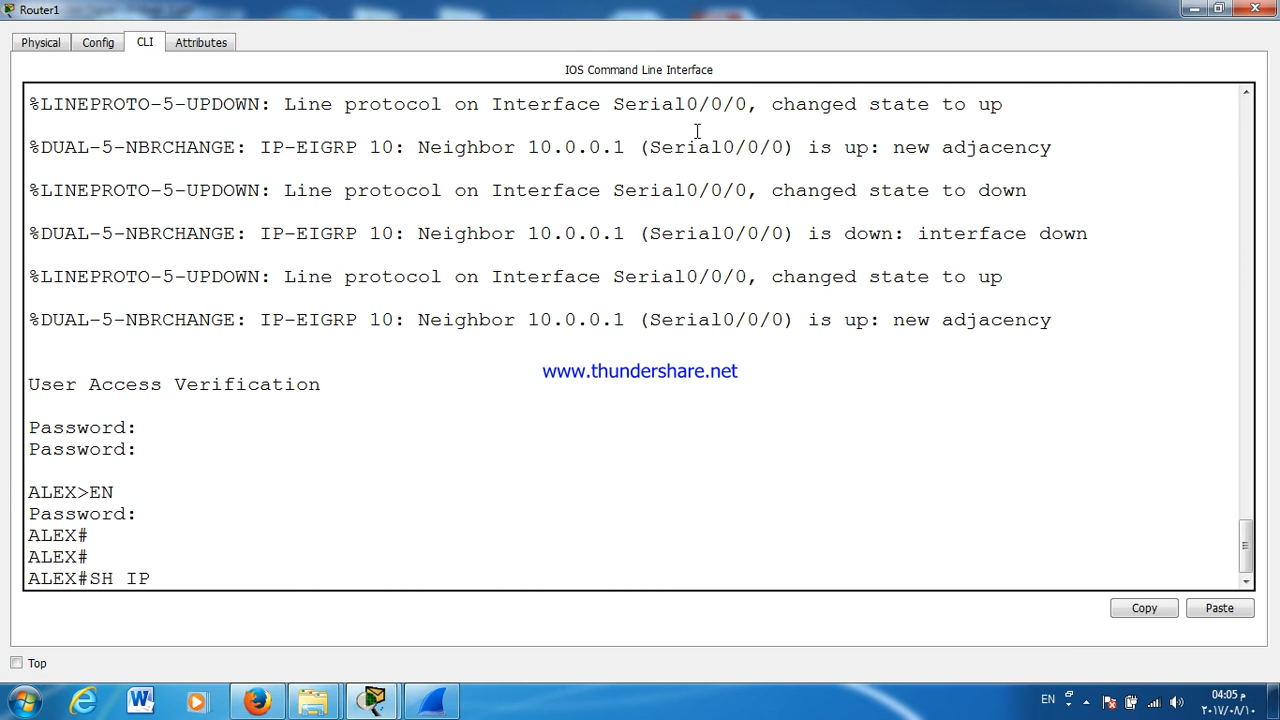 Router1
Physical
Config
CLI
Attributes
IOS Command Line Interface
%LINEPROTO-5-UPDOWN: Line protocol on Interface Serial0/0/0, changed state to up
%DUAL-5-NBRCHANGE: IP-EIGRP 10: Neighbor 10.0.0.1 (Serial0/0/0) is up: new adjacency
%LINEPROTO-5-UPDOWN: Line protocol on Interface Serial0/0/0, changed state to down
%DUAL-5-NBRCHANGE: IP-EIGRP 10: Neighbor 10.0.0.1 (Serial0/0/0) is down: interface down
%LINEPROTO-5-UPDOWN: Line protocol on Interface Serial0/0/0, changed state to up
%DUAL-5-NBRCHANGE: IP-EIGRP 10: Neighbor 10.0.0.1 (Serial0/0/0) is up: new adjacency
www.thundershare.net
User Access Verification
Password:
Password:
ALEX>EN
Password:
ALEX#
ALEX#
ALEX#SH IP
Copy
Paste
Top
EN
04:05 م
٢٠١٧/٠٨/١٠